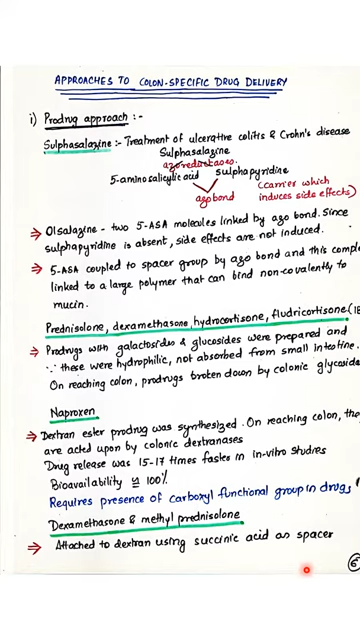 APPROACHES TO COLON-SPECIFIC DRUG DELIVERY
i) Prodrug approach :-
Sulphasalazine :- Treatment of ulcerative colitis & Crohn's disease
Sulphasalazine
azoreductases.
5-aminosalicylic acid sulphapyridine
azobond
(carrier which
induces side effects)
⇒ Olsalazine - two 5-ASA molecules linked by azo bond. Since
sulphapyridine is absent, side effects are not induced.
⇒ 5-ASA coupled to spacer group by azo bond and this comple
linked to a large polymer that can bind non-covalently to
mucin.
Prednisolone, dexamethasone, hydrocortisone, fludricortisone
⇒ Prodrugs with galactosides & glucosides were prepared and
∵ these were hydrophilic, not absorbed from small intestine.
On reaching colon, prodrugs broken down by colonic glycoside
Naproxen
⇒ Dextran ester prodrug was synthesized. On reaching colon, the
are acted upon by colonic dextranases
Drug release was 15-17 times faster in in-vitro studies
Bioavailability ≅ 100%
Requires presence of carboxyl functional group in drugs
Dexamethasone & methyl prednisolone
⇒ Attached to dextran using succinic acid as spacer
6